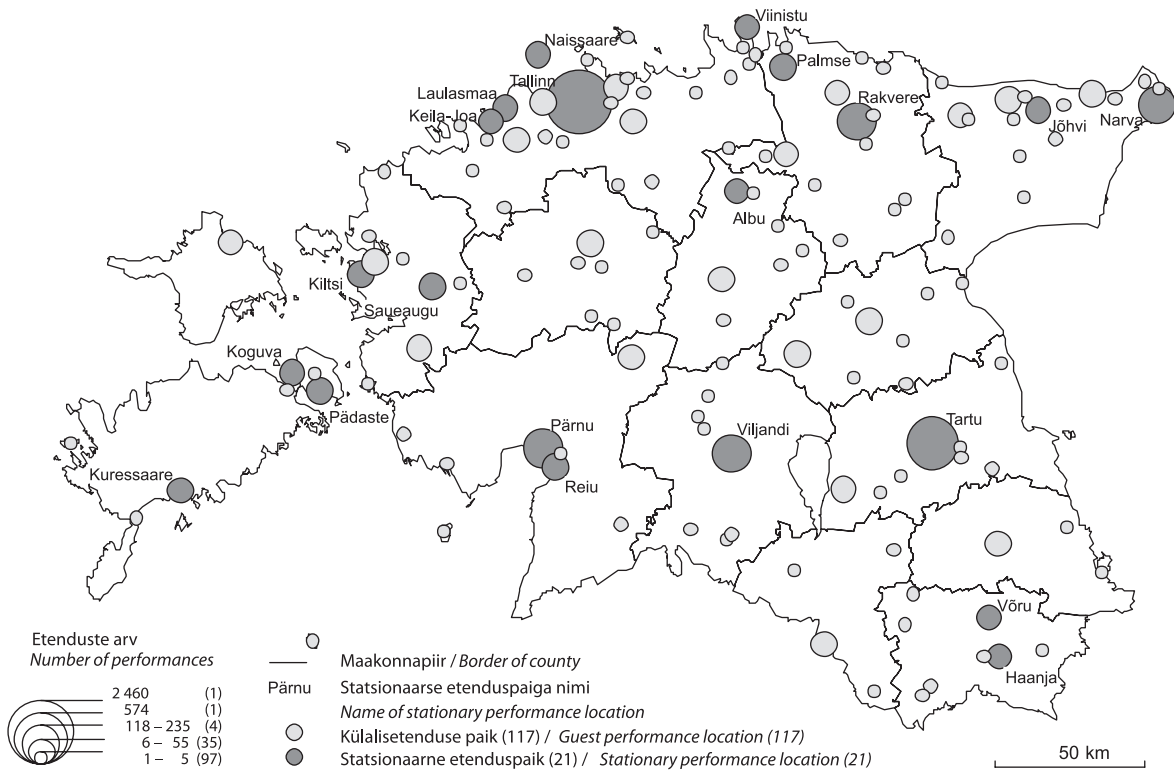 Viinistu
Naissaare
Palmse
Tallinn
Laulasmaa
Rakvere
Keila-Joa
Jõhvi
Narva
Albu
Kiltsi
Saueaugu
Koguva
Pädaste
Pärnu
Viljandi
Tartu
Kuressaare
Reiu
Võru
Haanja
Etenduste arv
Number of performances
2 460 (1)
574 (1)
118 – 235 (4)
6 – 55 (35)
1 – 5 (97)
Maakonnapiir / Border of county
Pärnu Statsionaarse etenduspaiga nimi
Name of stationary performance location
Külalisetenduse paik (117) / Guest performance location (117)
Statsionaarne etenduspaik (21) / Stationary performance location (21)
50 km